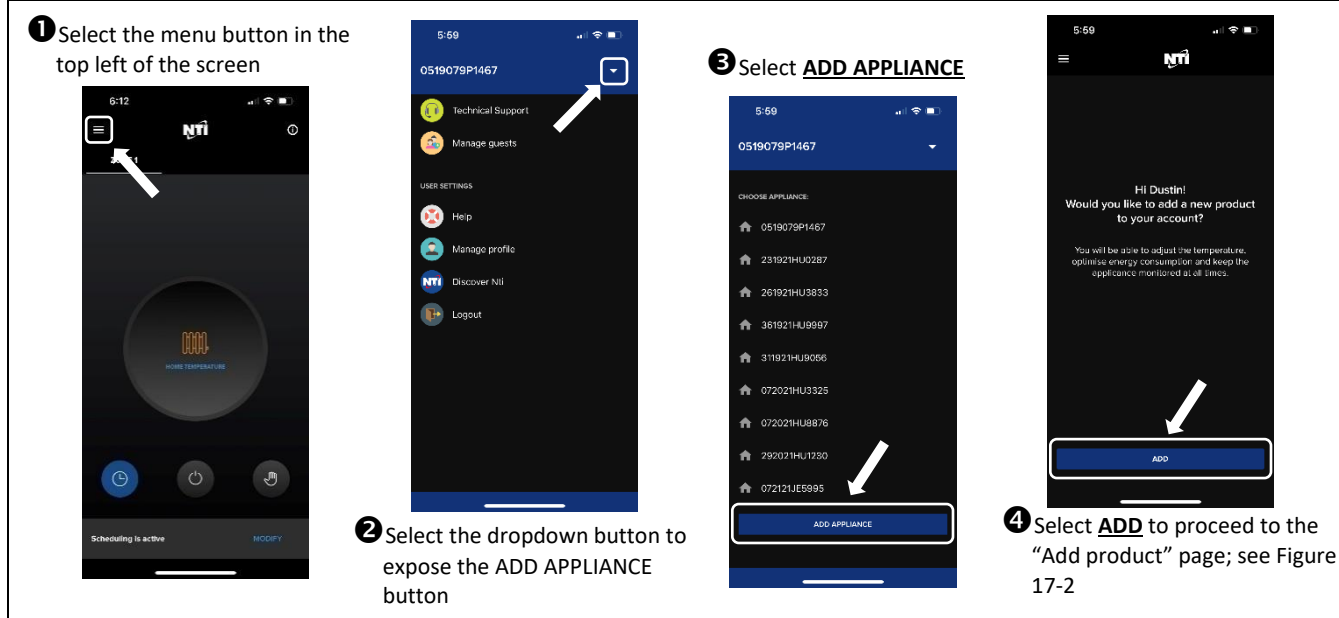 ❶Select the menu button in the
top left of the screen
6:12
NTI
HOME TEMPERATURE
Scheduling is active
MODIFY
5:59
0519079P1467
Technical Support
Manage guests
USER SETTINGS
Help
Manage profile
NTI
Discover Nti
Logout
❷Select the dropdown button to
expose the ADD APPLIANCE
button
❸Select ADD APPLIANCE
5:59
0519079P1467
CHOOSE APPLIANCE:
0519079P1467
231921HU0287
261921HU3833
361921HU9997
311921HU9056
072021HU3325
072021HU8876
292021HU1230
072121JE5995
ADD APPLIANCE
5:59
NTI
Hi Dustin!
Would you like to add a new product
to your account?
You will be able to adjust the temperature,
optimise energy consumption and keep the
applicance monitored at all times.
ADD
❹Select ADD to proceed to the
“Add product” page; see Figure
17-2